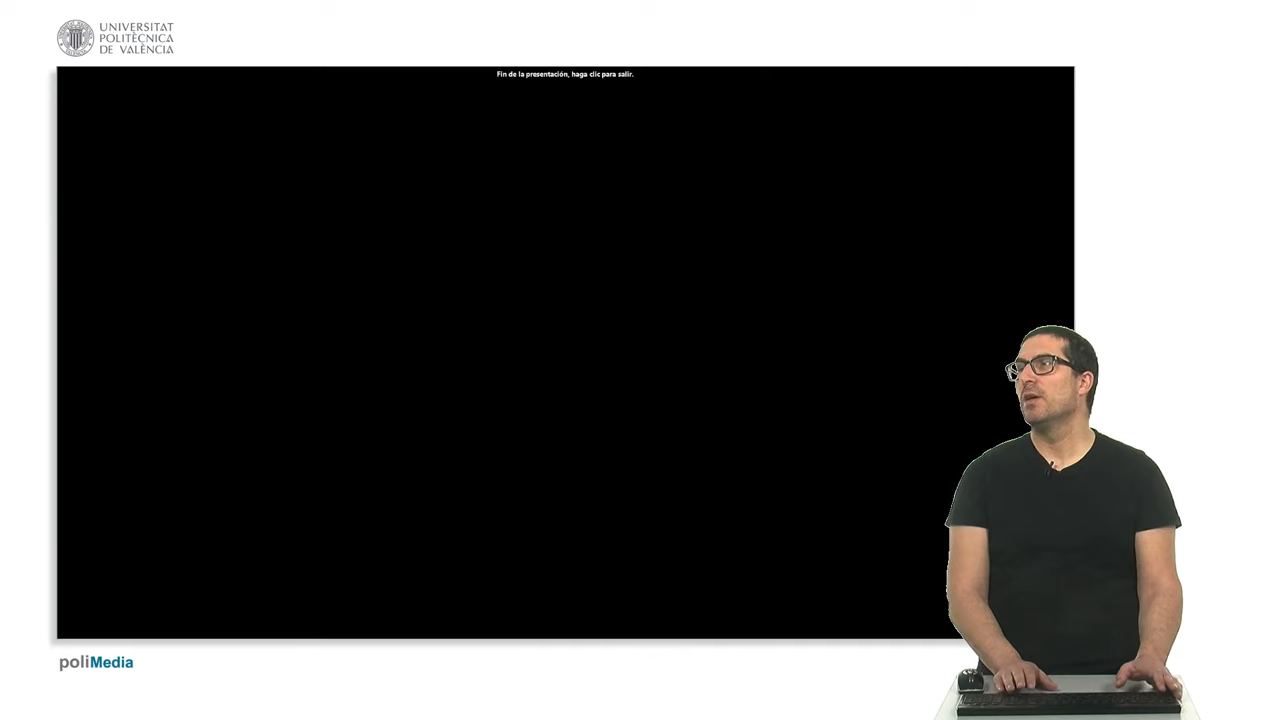 UNIVERSITAT
POLITÈCNICA
DE VALÈNCIA
Fin de la presentación, haga clic para salir.
poliMedia